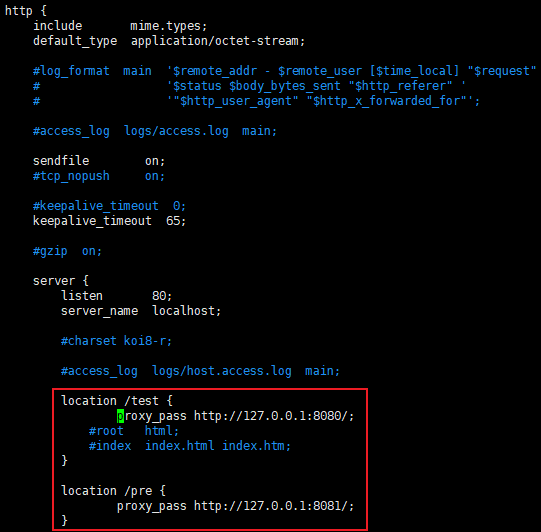 http {
    include       mime.types;
    default_type  application/octet-stream;

    #log_format  main  '$remote_addr - $remote_user [$time_local] "$request"
    #                  '$status $body_bytes_sent "$http_referer" '
    #                  '"$http_user_agent" "$http_x_forwarded_for"';

    #access_log  logs/access.log  main;

    sendfile        on;
    #tcp_nopush     on;

    #keepalive_timeout  0;
    keepalive_timeout  65;

    #gzip  on;

    server {
        listen       80;
        server_name  localhost;

        #charset koi8-r;

        #access_log  logs/host.access.log  main;

        location /test {
                proxy_pass http://127.0.0.1:8080/;
            #root   html;
            #index  index.html index.htm;
        }

        location /pre {
                proxy_pass http://127.0.0.1:8081/;
        }